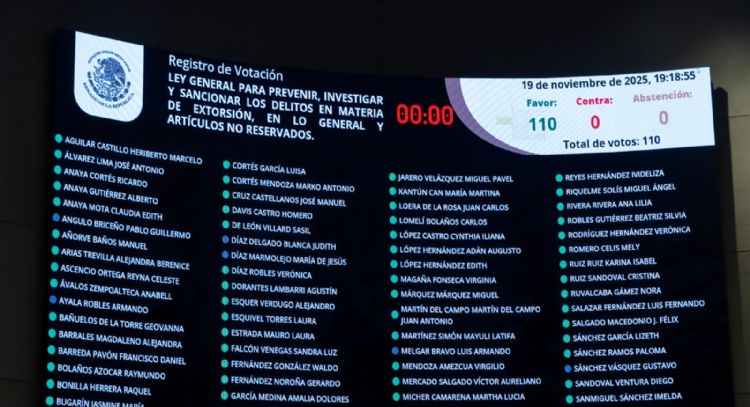 Registro de Votación
LEY GENERAL PARA PREVENIR, INVESTIGAR
Y SANCIONAR LOS DELITOS EN MATERIA
DE EXTORSIÓN, EN LO GENERAL Y
ARTÍCULOS NO RESERVADOS.
00:00
19 de noviembre de 2025, 19:18:55
Favor: Contra: Abstención:
110 0 0
Total de votos: 110
AGUILAR CASTILLO HERIBERTO MARCELO
ÁLVAREZ LIMA JOSÉ ANTONIO
ANAYA CORTÉS RICARDO
ANAYA GUTIÉRREZ ALBERTO
ANAYA MOTA CLAUDIA EDITH
ANGULO BRICEÑO PABLO GUILLERMO
AÑORVE BAÑOS MANUEL
ARIAS TREVILLA ALEJANDRA BERENICE
ASCENCIO ORTEGA REYNA CELESTE
ÁVALOS ZEMPOALTECA ANABELL
AYALA ROBLES ARMANDO
BAÑUELOS DE LA TORRE GEOVANNA
BARRALES MAGDALENO ALEJANDRA
BARREDA PAVÓN FRANCISCO DANIEL
BOLAÑOS AZOCAR RAYMUNDO
BONILLA HERRERA RAQUEL
BUGARÍN JASMINE MARÍA
CORTÉS GARCÍA LUISA
CORTÉS MENDOZA MARKO ANTONIO
CRUZ CASTELLANOS JOSÉ MANUEL
DAVIS CASTRO HOMERO
DE LEÓN VILLARD SASIL
DÍAZ DELGADO BLANCA JUDITH
DÍAZ MARMOLEJO MARÍA DE JESÚS
DÍAZ ROBLES VERÓNICA
DORANTES LAMBARRI AGUSTÍN
ESQUER VERDUGO ALEJANDRO
ESQUIVEL TORRES LAURA
ESTRADA MAURO LAURA
FALCÓN VENEGAS SANDRA LUZ
FERNÁNDEZ GONZÁLEZ WALDO
FERNÁNDEZ NOROÑA GERARDO
GARCÍA MEDINA AMALIA DOLORES
JARERO VELÁZQUEZ MIGUEL PAVEL
KANTÚN CAN MARÍA MARTINA
LOERA DE LA ROSA JUAN CARLOS
LOMELÍ BOLAÑOS CARLOS
LÓPEZ CASTRO CYNTHIA ILIANA
LÓPEZ HERNÁNDEZ ADÁN AUGUSTO
LÓPEZ HERNÁNDEZ EDITH
MAGAÑA FONSECA VIRGINIA
MÁRQUEZ MÁRQUEZ MIGUEL
MARTÍN DEL CAMPO MARTÍN DEL CAMPO
JUAN ANTONIO
MARTÍNEZ SIMÓN MAYULI LATIFA
MELGAR BRAVO LUIS ARMANDO
MENDOZA AMEZCUA VIRGILIO
MERCADO SALGADO VÍCTOR AURELIANO
MICHER CAMARENA MARTHA LUCIA
REYES HERNÁNDEZ IVIDELIZA
RIQUELME SOLÍS MIGUEL ÁNGEL
RIVERA RIVERA ANA LILIA
ROBLES GUTIÉRREZ BEATRIZ SILVIA
RODRÍGUEZ HERNÁNDEZ VERÓNICA
ROMERO CELIS MELY
RUIZ RUIZ KARINA ISABEL
RUIZ SANDOVAL CRISTINA
RUVALCABA GÁMEZ NORA
SALAZAR FERNÁNDEZ LUIS FERNANDO
SALGADO MACEDONIO J. FÉLIX
SÁNCHEZ GARCÍA LIZETH
SÁNCHEZ RAMOS PALOMA
SÁNCHEZ VÁSQUEZ GUSTAVO
SANDOVAL VENTURA DIEGO
SANMIGUEL SÁNCHEZ IMELDA